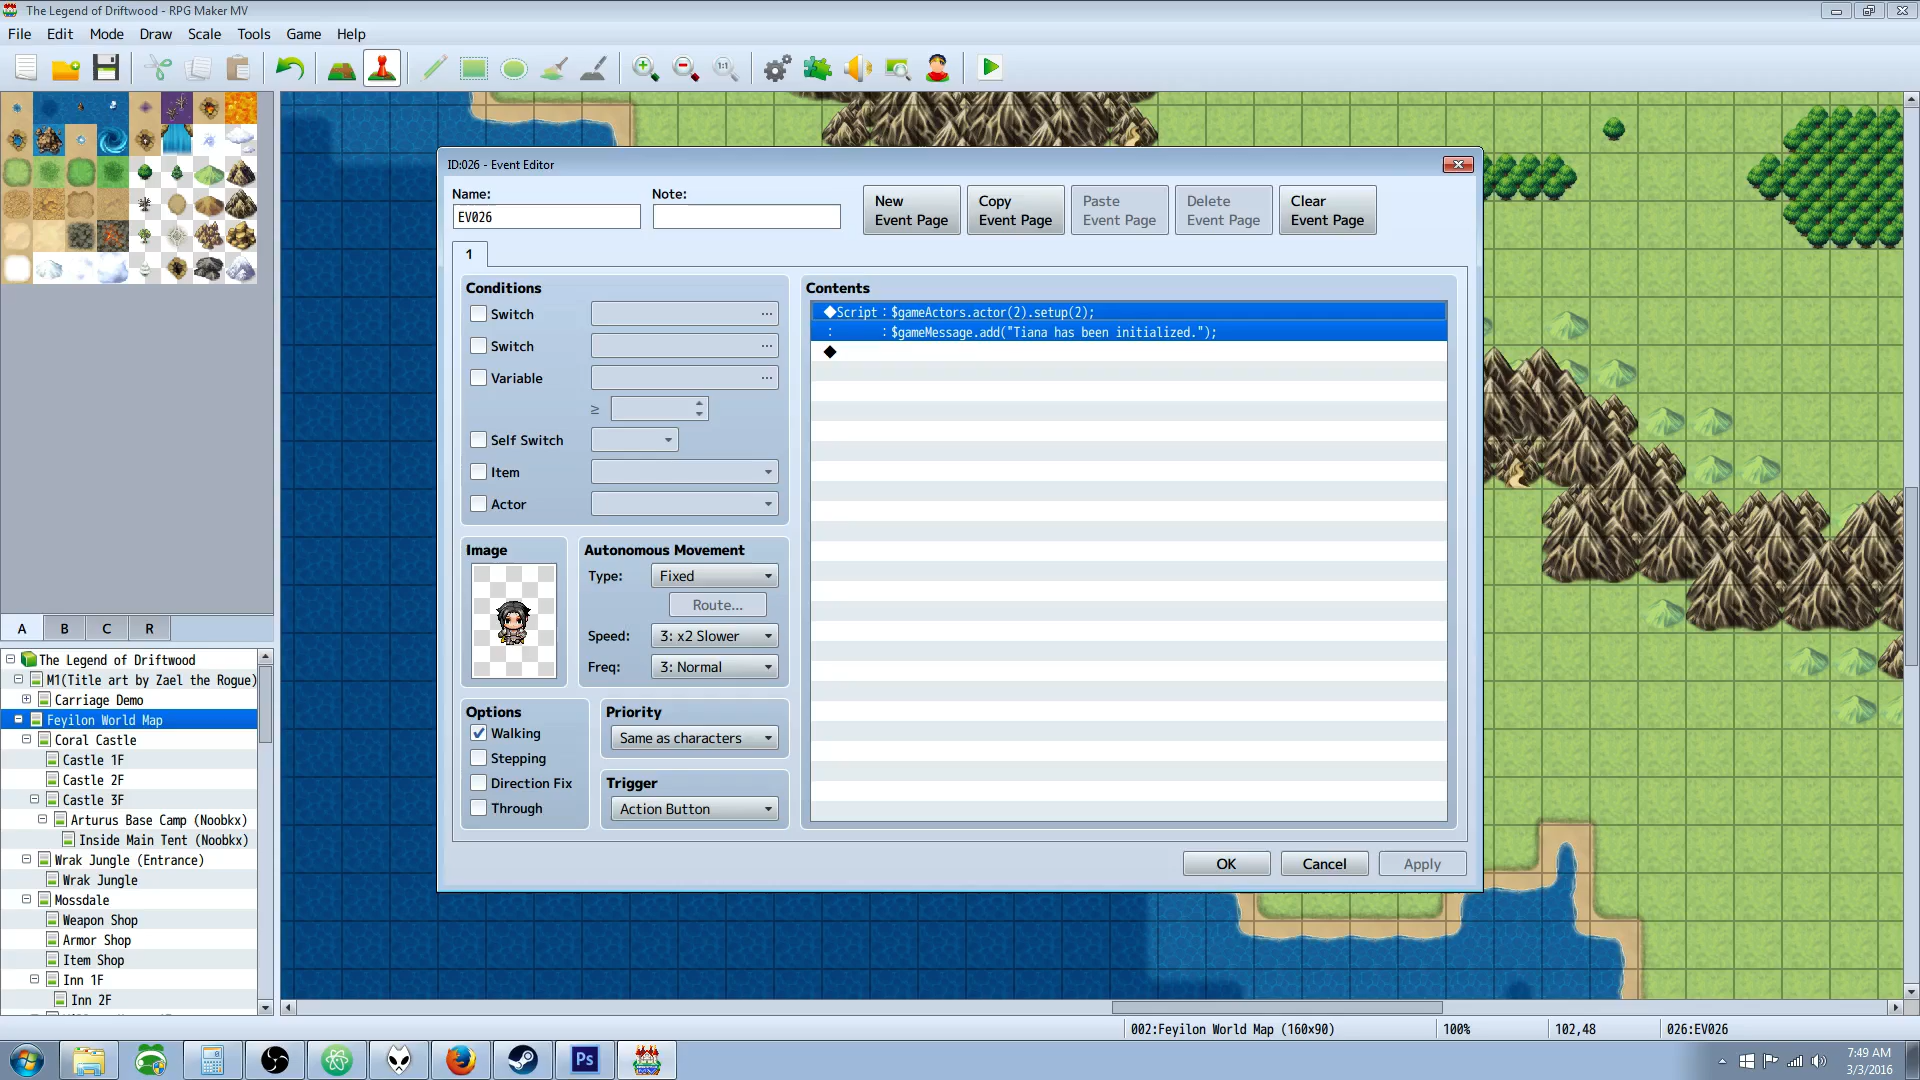 The Legend of Driftwood - RPG Maker MV
File Edit Mode Draw Scale Tools Game Help
1:1
ID:026 - Event Editor
Name:
Note:
EV026
New
Event Page
Copy
Event Page
Paste
Event Page
Delete
Event Page
Clear
Event Page
1
Conditions
Switch ...
Switch ...
Variable ...
≥
Self Switch
Item
Actor
Image
Autonomous Movement
Type: Fixed
Route...
Speed: 3: x2 Slower
Freq: 3: Normal
Options
Walking
Stepping
Direction Fix
Through
Priority
Same as characters
Trigger
Action Button
Contents
◆Script：$gameActors.actor(2).setup(2);
:      ：$gameMessage.add("Tiana has been initialized.");
◆
OK Cancel Apply
A B C R
The Legend of Driftwood
M1(Title art by Zael the Rogue)
Carriage Demo
Feyilon World Map
Coral Castle
Castle 1F
Castle 2F
Castle 3F
Arturus Base Camp (Noobkx)
Inside Main Tent (Noobkx)
Wrak Jungle (Entrance)
Wrak Jungle
Mossdale
Weapon Shop
Armor Shop
Item Shop
Inn 1F
Inn 2F
002:Feyilon World Map (160x90) 100% 102,48 026:EV026
Ps
7:49 AM
3/3/2016